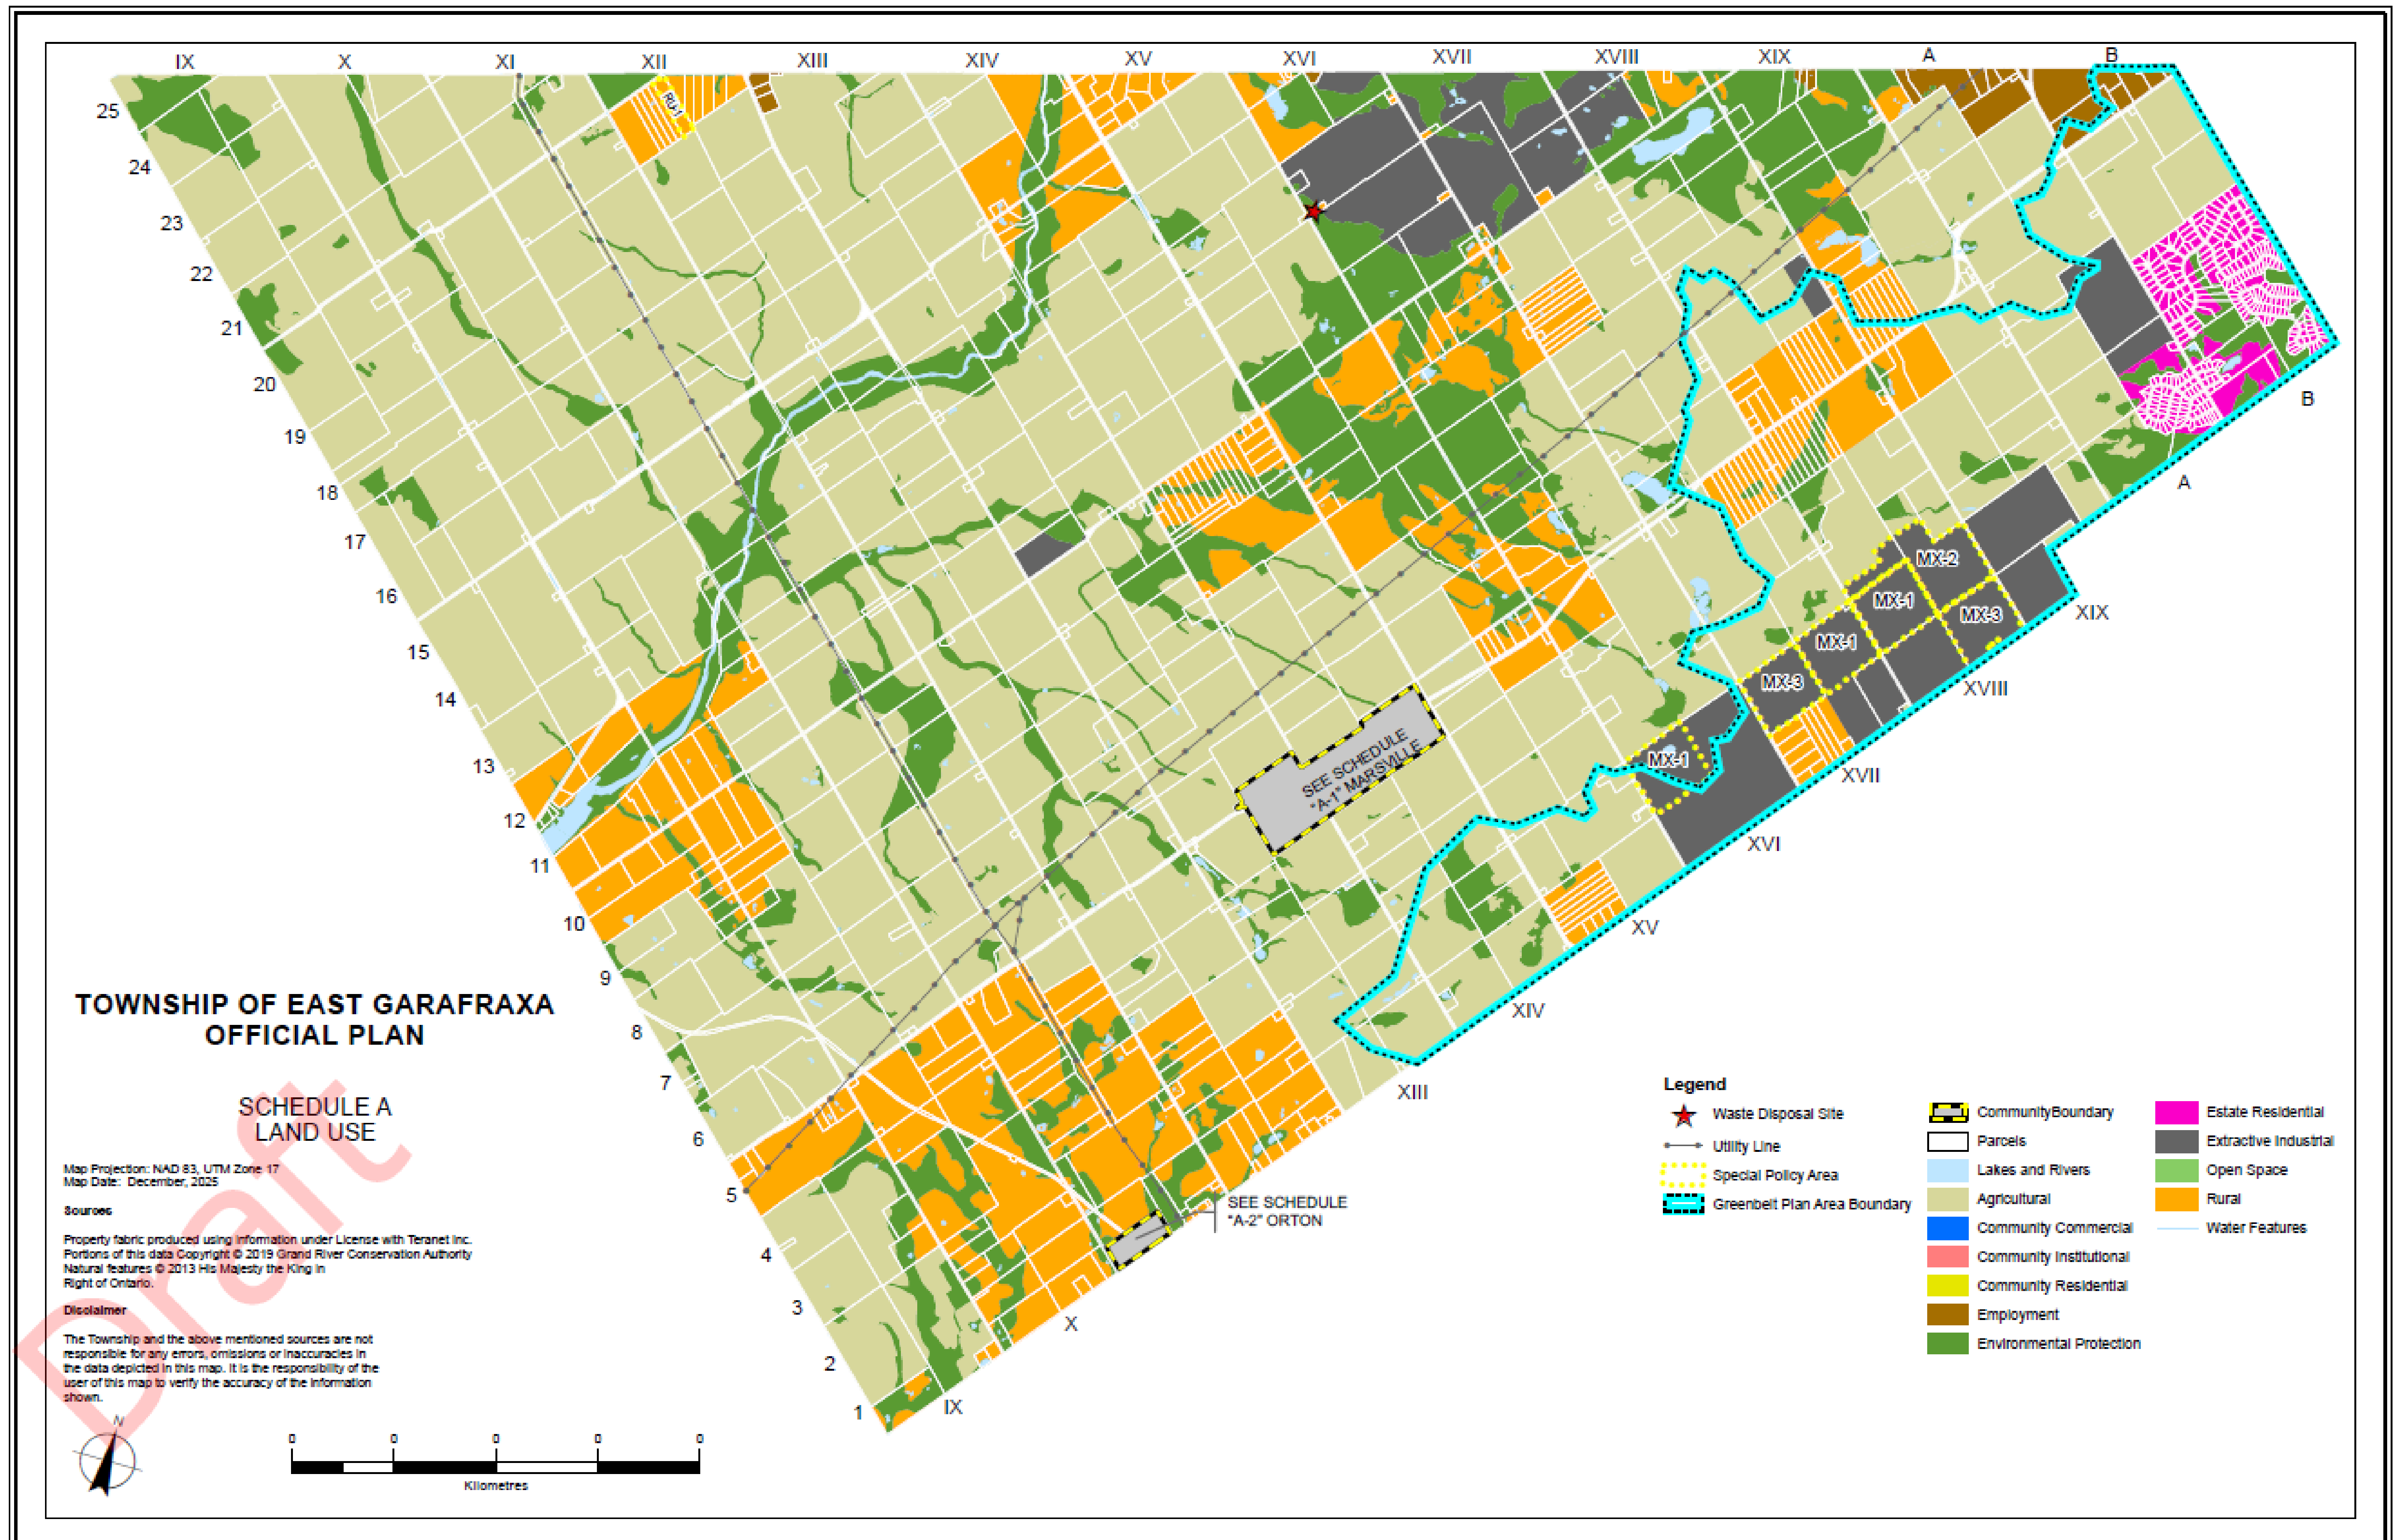 IX X XI XII XIII XIV XV XVI XVII XVIII XIX A B
25
24
23
22
21
20
19
18
17
16
15
14
13
12
11
10
9
8
7
6
5
4
3
2
1
RU-1
B
A
MX-2
MX-1
MX-3
MX-1
MX-3
MX-1
XIX
XVIII
XVII
XVI
XV
XIV
XIII
X
IX
SEE SCHEDULE
"A-1" MARSVILLE
SEE SCHEDULE
"A-2" ORTON
TOWNSHIP OF EAST GARAFRAXA
OFFICIAL PLAN
SCHEDULE A
LAND USE
Draft
Map Projection: NAD 83, UTM Zone 17
Map Date: December, 2025
Sources
Property fabric produced using information under License with Teranet Inc.
Portions of this data Copyright © 2019 Grand River Conservation Authority
Natural features © 2013 His Majesty the King in
Right of Ontario.
Disclaimer
The Township and the above mentioned sources are not
responsible for any errors, omissions or inaccuracies in
the data depicted in this map. It is the responsibility of the
user of this map to verify the accuracy of the information
shown.
N
0 0 0 0 0
Kilometres
Legend
Waste Disposal Site
Utility Line
Special Policy Area
Greenbelt Plan Area Boundary
CommunityBoundary
Parcels
Lakes and Rivers
Agricultural
Community Commercial
Community Institutional
Community Residential
Employment
Environmental Protection
Estate Residential
Extractive Industrial
Open Space
Rural
Water Features